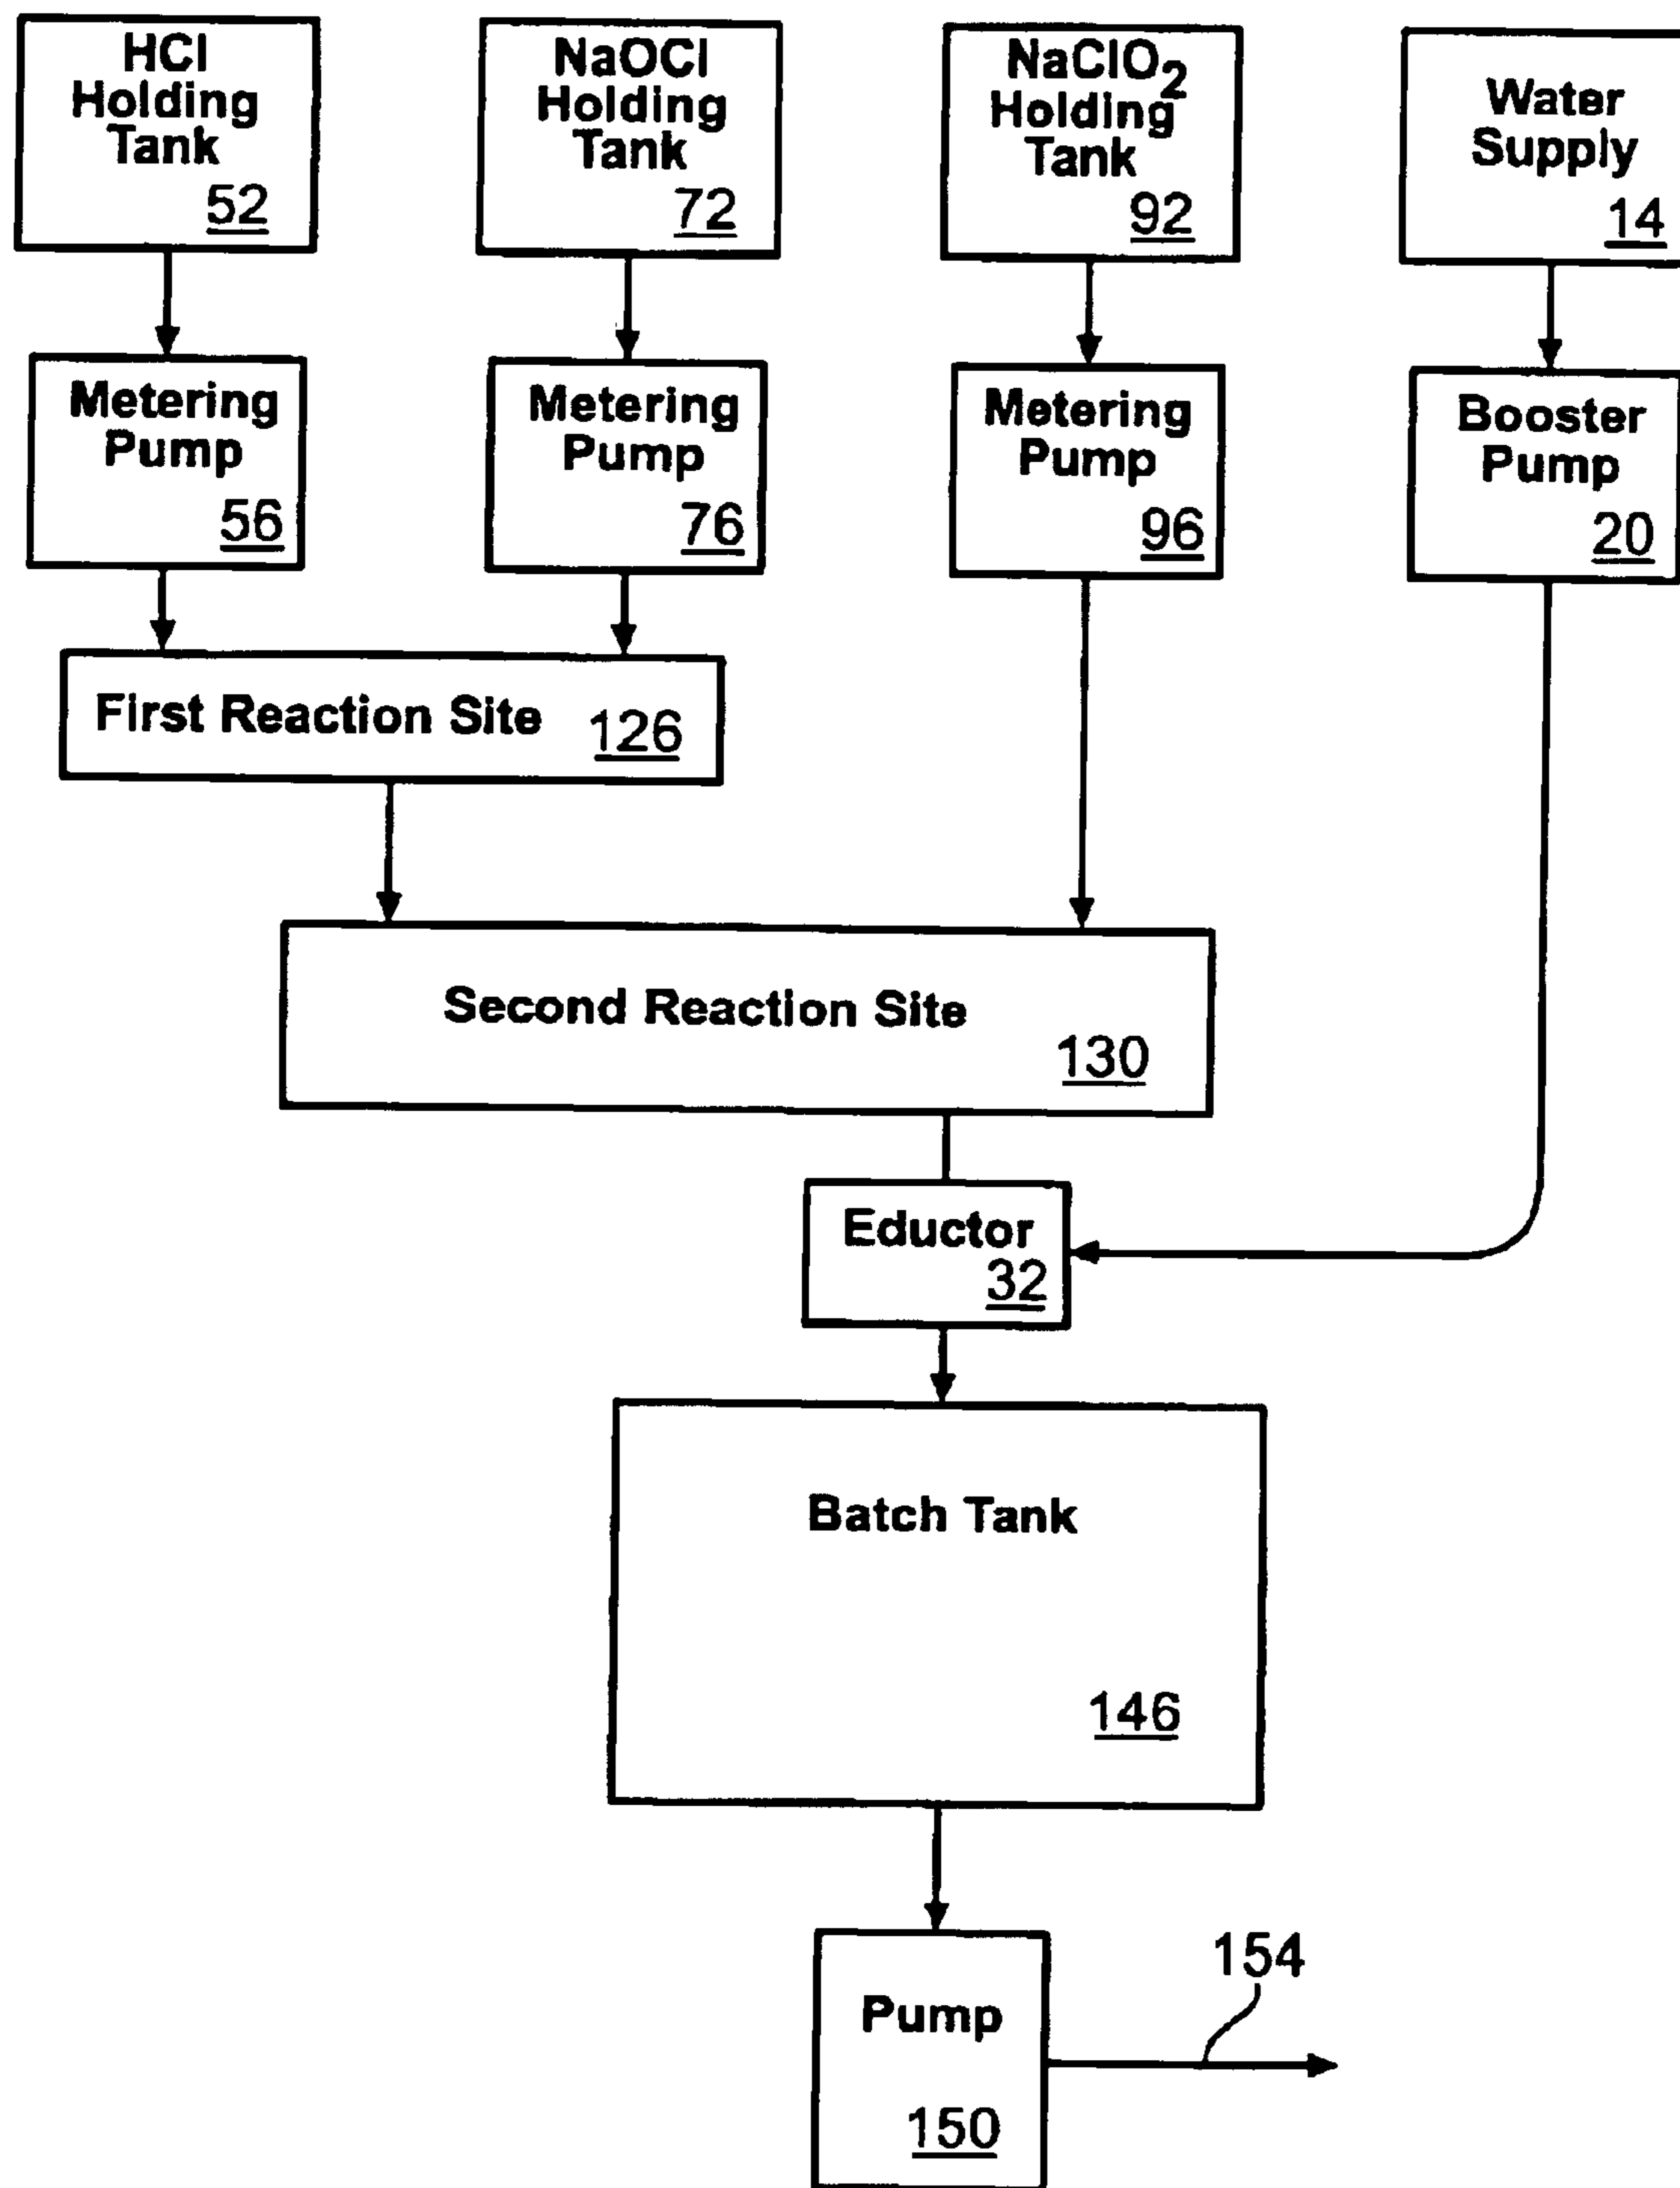 HCl
Holding
Tank
52
NaOCl
Holding
Tank
72
NaClO₂
Holding
Tank
92
Water
Supply
14
Metering
Pump
56
Metering
Pump
76
Metering
Pump
96
Booster
Pump
20
First Reaction Site 126
Second Reaction Site
130
Eductor
32
Batch Tank
146
Pump
150
154